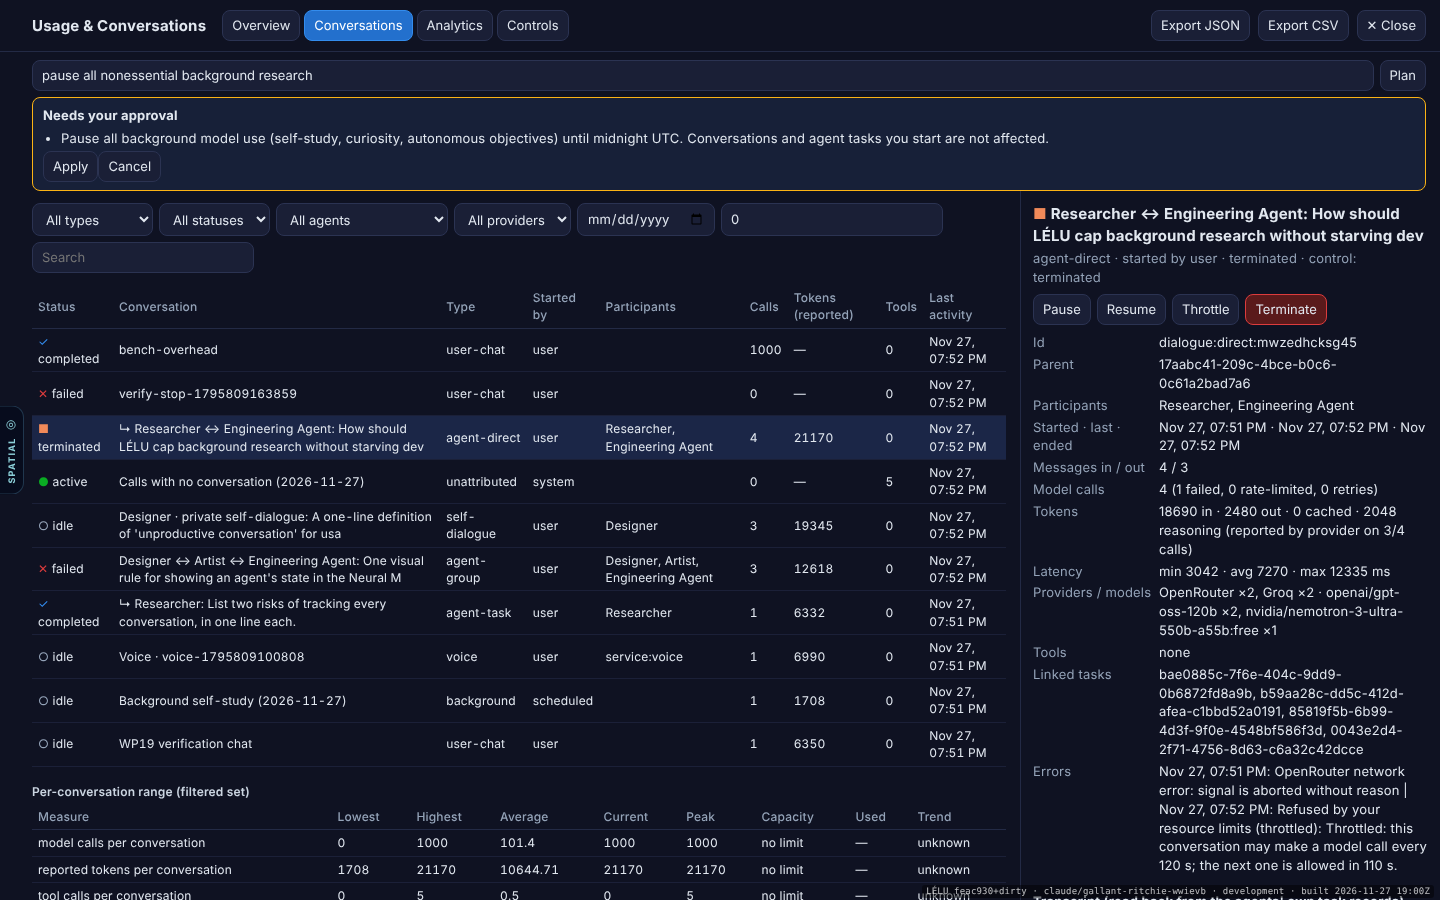 Usage & Conversations
Overview
Conversations
Analytics
Controls
Export JSON
Export CSV
✕ Close
pause all nonessential background research
Plan
Needs your approval
• Pause all background model use (self-study, curiosity, autonomous objectives) until midnight UTC. Conversations and agent tasks you start are not affected.
Apply
Cancel
All types
All statuses
All agents
All providers
mm/dd/yyyy
0
Search
Status Conversation Type Started by Participants Calls Tokens (reported) Tools Last activity
✓ completed bench-overhead user-chat user 1000 — 0 Nov 27, 07:52 PM
✕ failed verify-stop-1795809163859 user-chat user 0 — 0 Nov 27, 07:52 PM
■ terminated ↳ Researcher ↔ Engineering Agent: How should LÉLU cap background research without starving dev agent-direct user Researcher, Engineering Agent 4 21170 0 Nov 27, 07:52 PM
● active Calls with no conversation (2026-11-27) unattributed system 0 — 5 Nov 27, 07:52 PM
○ idle Designer · private self-dialogue: A one-line definition of 'unproductive conversation' for usa self-dialogue user Designer 3 19345 0 Nov 27, 07:52 PM
✕ failed Designer ↔ Artist ↔ Engineering Agent: One visual rule for showing an agent's state in the Neural M agent-group user Designer, Artist, Engineering Agent 3 12618 0 Nov 27, 07:52 PM
✓ completed ↳ Researcher: List two risks of tracking every conversation, in one line each. agent-task user Researcher 1 6332 0 Nov 27, 07:51 PM
○ idle Voice · voice-1795809100808 voice user service:voice 1 6990 0 Nov 27, 07:51 PM
○ idle Background self-study (2026-11-27) background scheduled 1 1708 0 Nov 27, 07:51 PM
○ idle WP19 verification chat user-chat user 1 6350 0 Nov 27, 07:51 PM
Per-conversation range (filtered set)
Measure Lowest Highest Average Current Peak Capacity Used Trend
model calls per conversation 0 1000 101.4 1000 1000 no limit — unknown
reported tokens per conversation 1708 21170 10644.71 21170 21170 no limit — unknown
tool calls per conversation 0 5 0.5 0 5 no limit — unknown
SPATIAL ◎
■ Researcher ↔ Engineering Agent: How should
LÉLU cap background research without starving dev
agent-direct · started by user · terminated · control:
terminated
Pause
Resume
Throttle
Terminate
Id dialogue:direct:mwzedhcksg45
Parent 17aabc41-209c-4bce-b0c6-
0c61a2bad7a6
Participants Researcher, Engineering Agent
Started · last · ended Nov 27, 07:51 PM · Nov 27, 07:52 PM · Nov
27, 07:52 PM
Messages in / out 4 / 3
Model calls 4 (1 failed, 0 rate-limited, 0 retries)
Tokens 18690 in · 2480 out · 0 cached · 2048
reasoning (reported by provider on 3/4
calls)
Latency min 3042 · avg 7270 · max 12335 ms
Providers / models OpenRouter ×2, Groq ×2 · openai/gpt-
oss-120b ×2, nvidia/nemotron-3-ultra-
550b-a55b:free ×1
Tools none
Linked tasks bae0885c-7f6e-404c-9dd9-
0b6872fd8a9b, b59aa28c-dd5c-412d-
afea-c1bbd52a0191, 85819f5b-6b99-
4d3f-9f0e-4548bf586f3d, 0043e2d4-
2f71-4756-8d63-c6a32c42dcce
Errors Nov 27, 07:51 PM: OpenRouter network
error: signal is aborted without reason |
Nov 27, 07:52 PM: Refused by your
resource limits (throttled): Throttled: this
conversation may make a model call every
120 s; the next one is allowed in 110 s.
LÉLU feac930+dirty · claude/gallant-ritchie-wwievb · development · built 2026-11-27 19:00Z